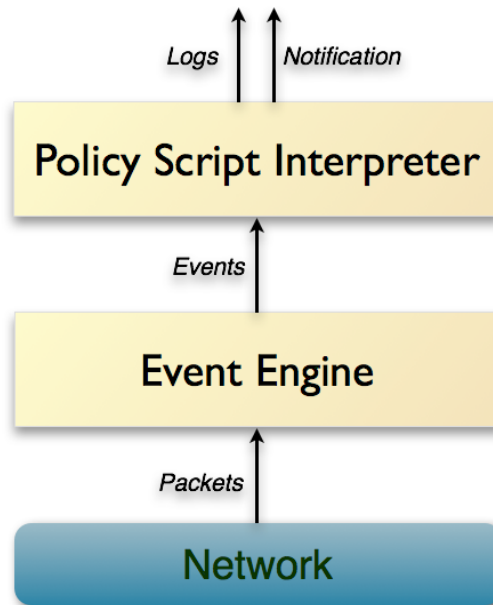 Logs Notification
Policy Script Interpreter
Events
Event Engine
Packets
Network